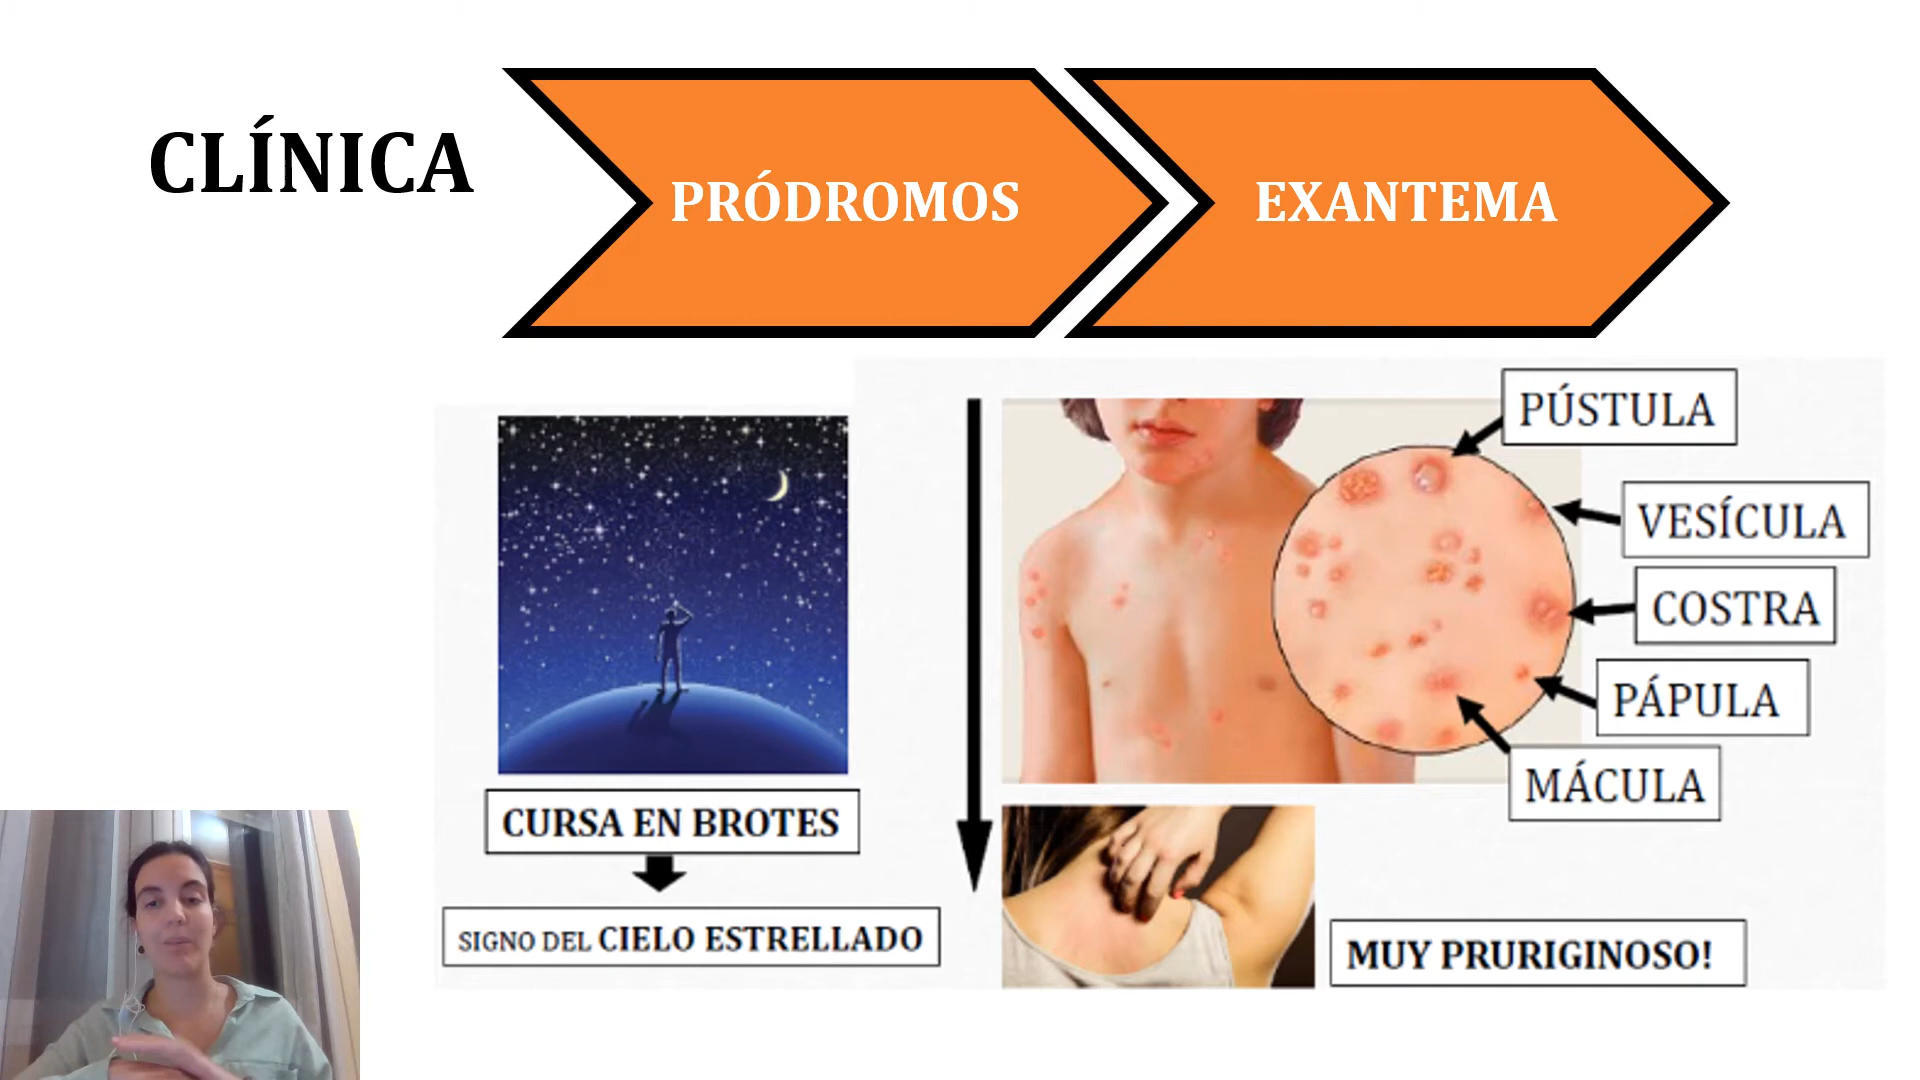 CLÍNICA
PRÓDROMOS
EXANTEMA
PÚSTULA
VESÍCULA
COSTRA
PÁPULA
MÁCULA
CURSA EN BROTES
SIGNO DEL CIELO ESTRELLADO
MUY PRURIGINOSO!